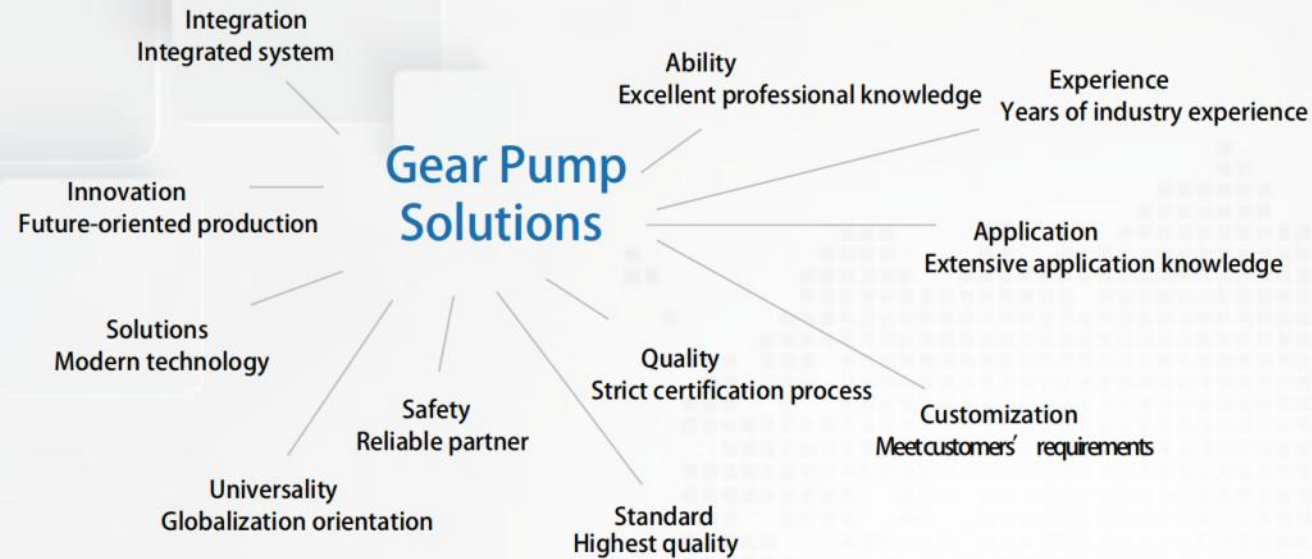 Integration
Integrated system
Ability
Excellent professional knowledge
Experience
Years of industry experience
Gear Pump
Solutions
Innovation
Future-oriented production
Application
Extensive application knowledge
Solutions
Modern technology
Quality
Strict certification process
Safety
Reliable partner
Customization
Meet customers' requirements
Universality
Globalization orientation
Standard
Highest quality